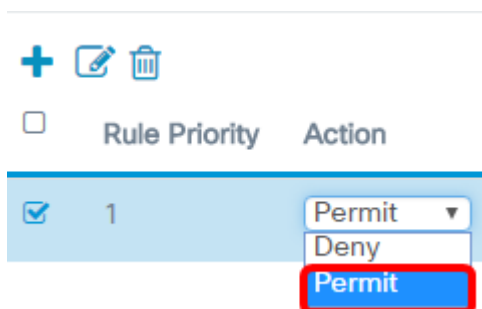 Rule Priority Action
1 Permit
Deny
Permit